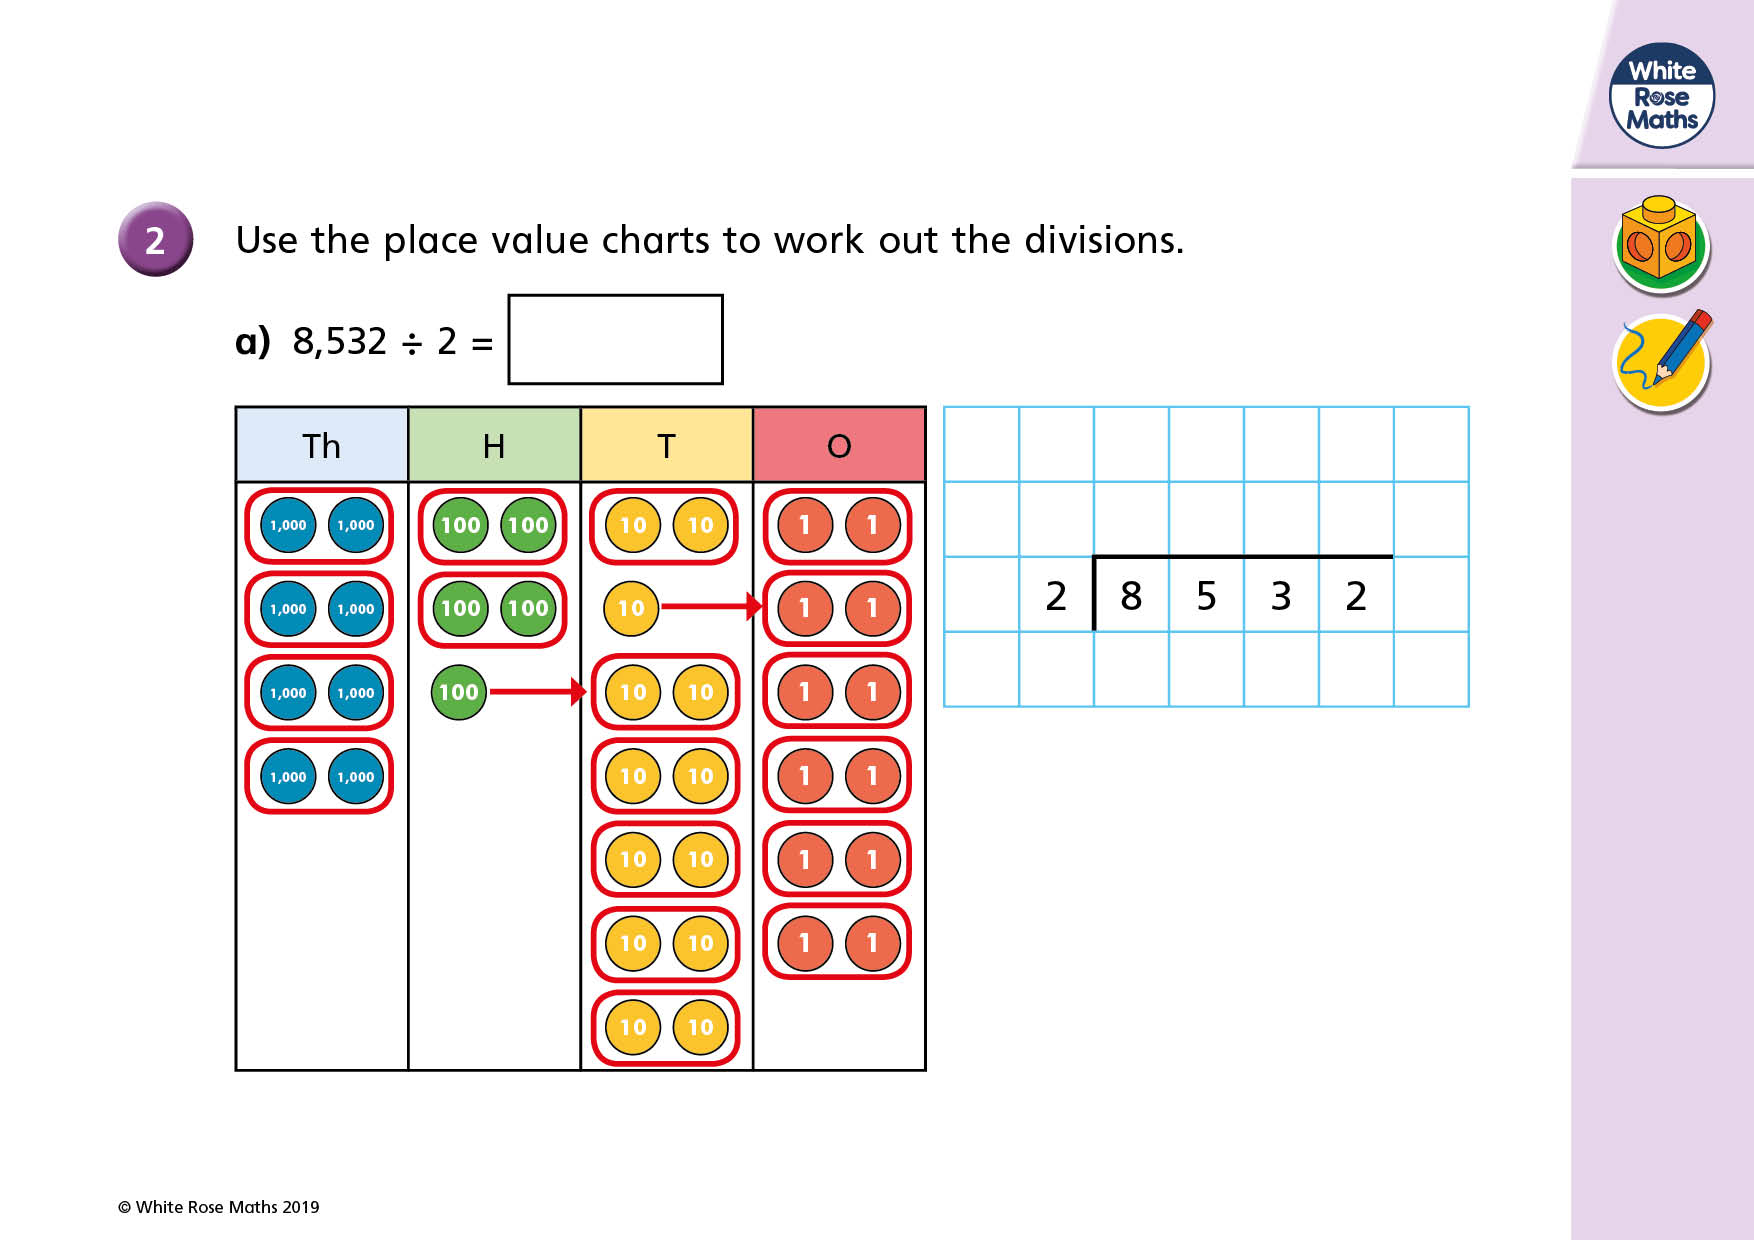 White
Rose
Maths
2 Use the place value charts to work out the divisions.
a) 8,532 ÷ 2 =
Th H T O
1,000 1,000 100 100 10 10 1 1
1,000 1,000 100 100 10 1 1
1,000 1,000 100 10 10 1 1
1,000 1,000 10 10 1 1
10 10 1 1
10 10 1 1
10 10
2 8 5 3 2
© White Rose Maths 2019